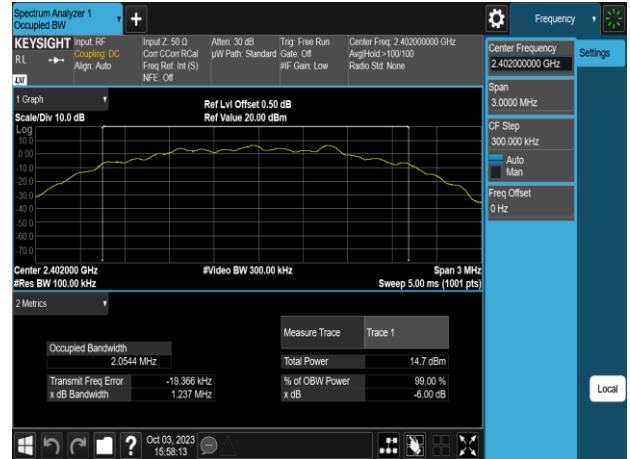 Spectrum Analyzer 1
Occupied BW
Frequency
KEYSIGHT
Input: RF
Input Z: 50 Ω
Atten: 30 dB
Trig: Free Run
Center Freq: 2.402000000 GHz
RL
Coupling: DC
Corr CCorr RCal
µW Path: Standard
Gate: Off
Avg|Hold:>100/100
Align: Auto
Freq Ref: Int (S)
#IF Gain: Low
Radio Std: None
LXI
NFE: Off
Center Frequency
2.402000000 GHz
Settings
Span
3.0000 MHz
CF Step
300.000 kHz
Auto
Man
Freq Offset
0 Hz
1 Graph
Ref Lvl Offset 0.50 dB
Scale/Div 10.0 dB
Ref Value 20.00 dBm
Log
10.0
0.00
-10.0
-20.0
-30.0
-40.0
-50.0
-60.0
-70.0
Center 2.402000 GHz
#Video BW 300.00 kHz
Span 3 MHz
#Res BW 100.00 kHz
Sweep 5.00 ms (1001 pts)
2 Metrics
Measure Trace
Trace 1
Occupied Bandwidth
2.0544 MHz
Total Power
14.7 dBm
Transmit Freq Error
-19.366 kHz
% of OBW Power
99.00 %
x dB Bandwidth
1.237 MHz
x dB
-6.00 dB
Local
?
Oct 03, 2023
15:58:13